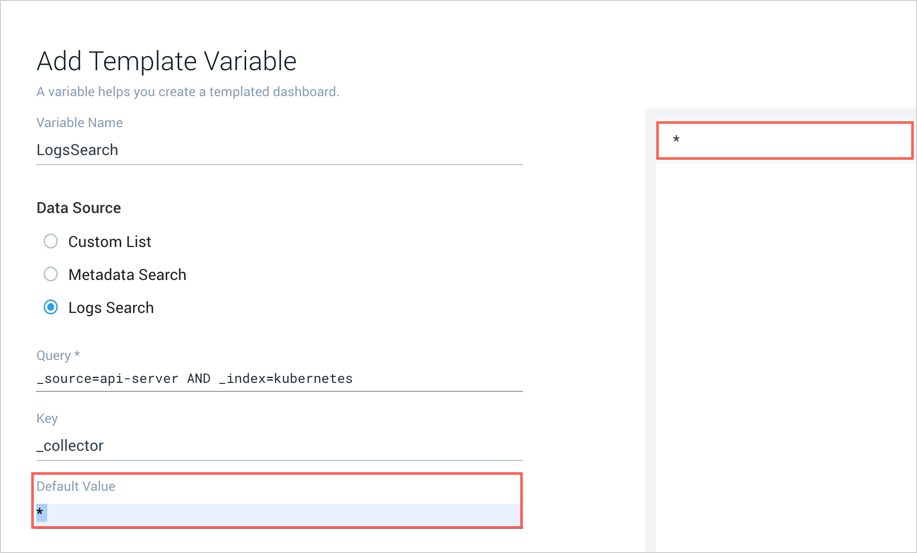 Add Template Variable
A variable helps you create a templated dashboard.
Variable Name
LogsSearch
Data Source
Custom List
Metadata Search
Logs Search
Query *
_source=api-server AND _index=kubernetes
Key
_collector
Default Value
*
*